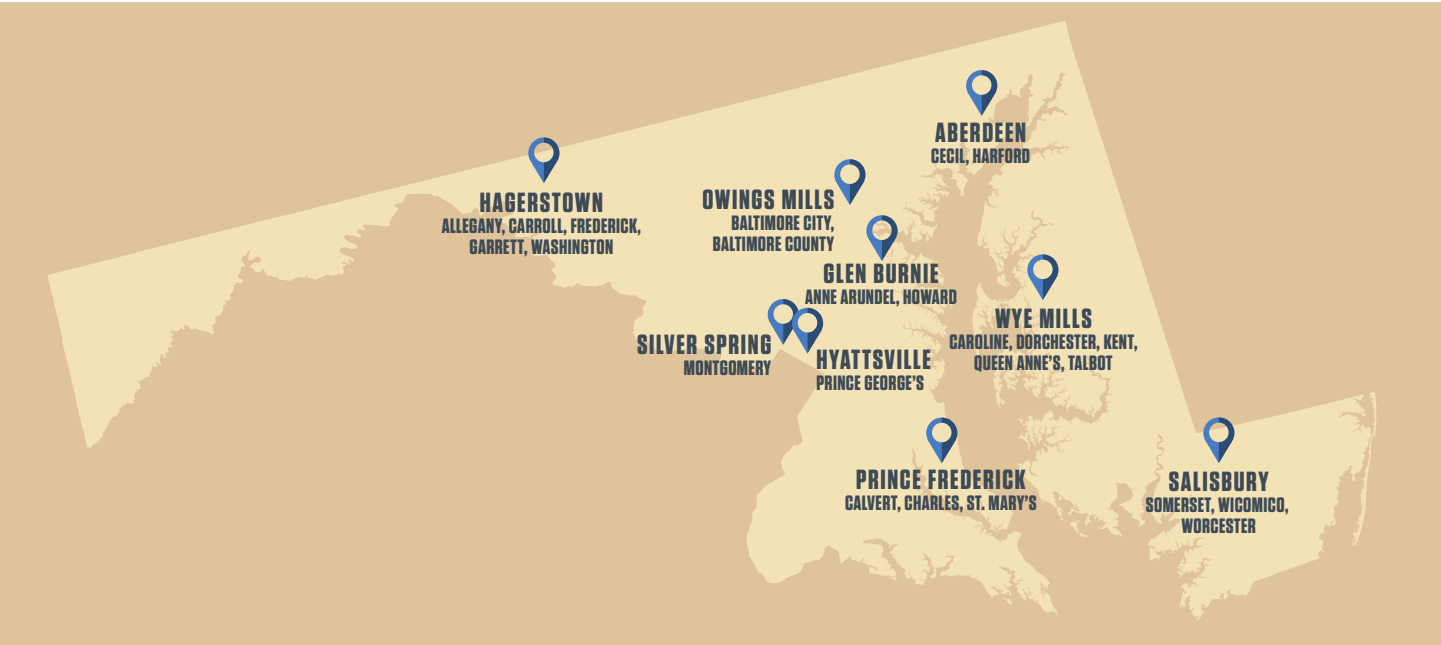 ABERDEEN
CECIL, HARFORD
HAGERSTOWN
ALLEGANY, CARROLL, FREDERICK,
GARRETT, WASHINGTON
OWINGS MILLS
BALTIMORE CITY,
BALTIMORE COUNTY
GLEN BURNIE
ANNE ARUNDEL, HOWARD
WYE MILLS
CAROLINE, DORCHESTER, KENT,
QUEEN ANNE'S, TALBOT
SILVER SPRING
MONTGOMERY
HYATTSVILLE
PRINCE GEORGE'S
PRINCE FREDERICK
CALVERT, CHARLES, ST. MARY'S
SALISBURY
SOMERSET, WICOMICO,
WORCESTER